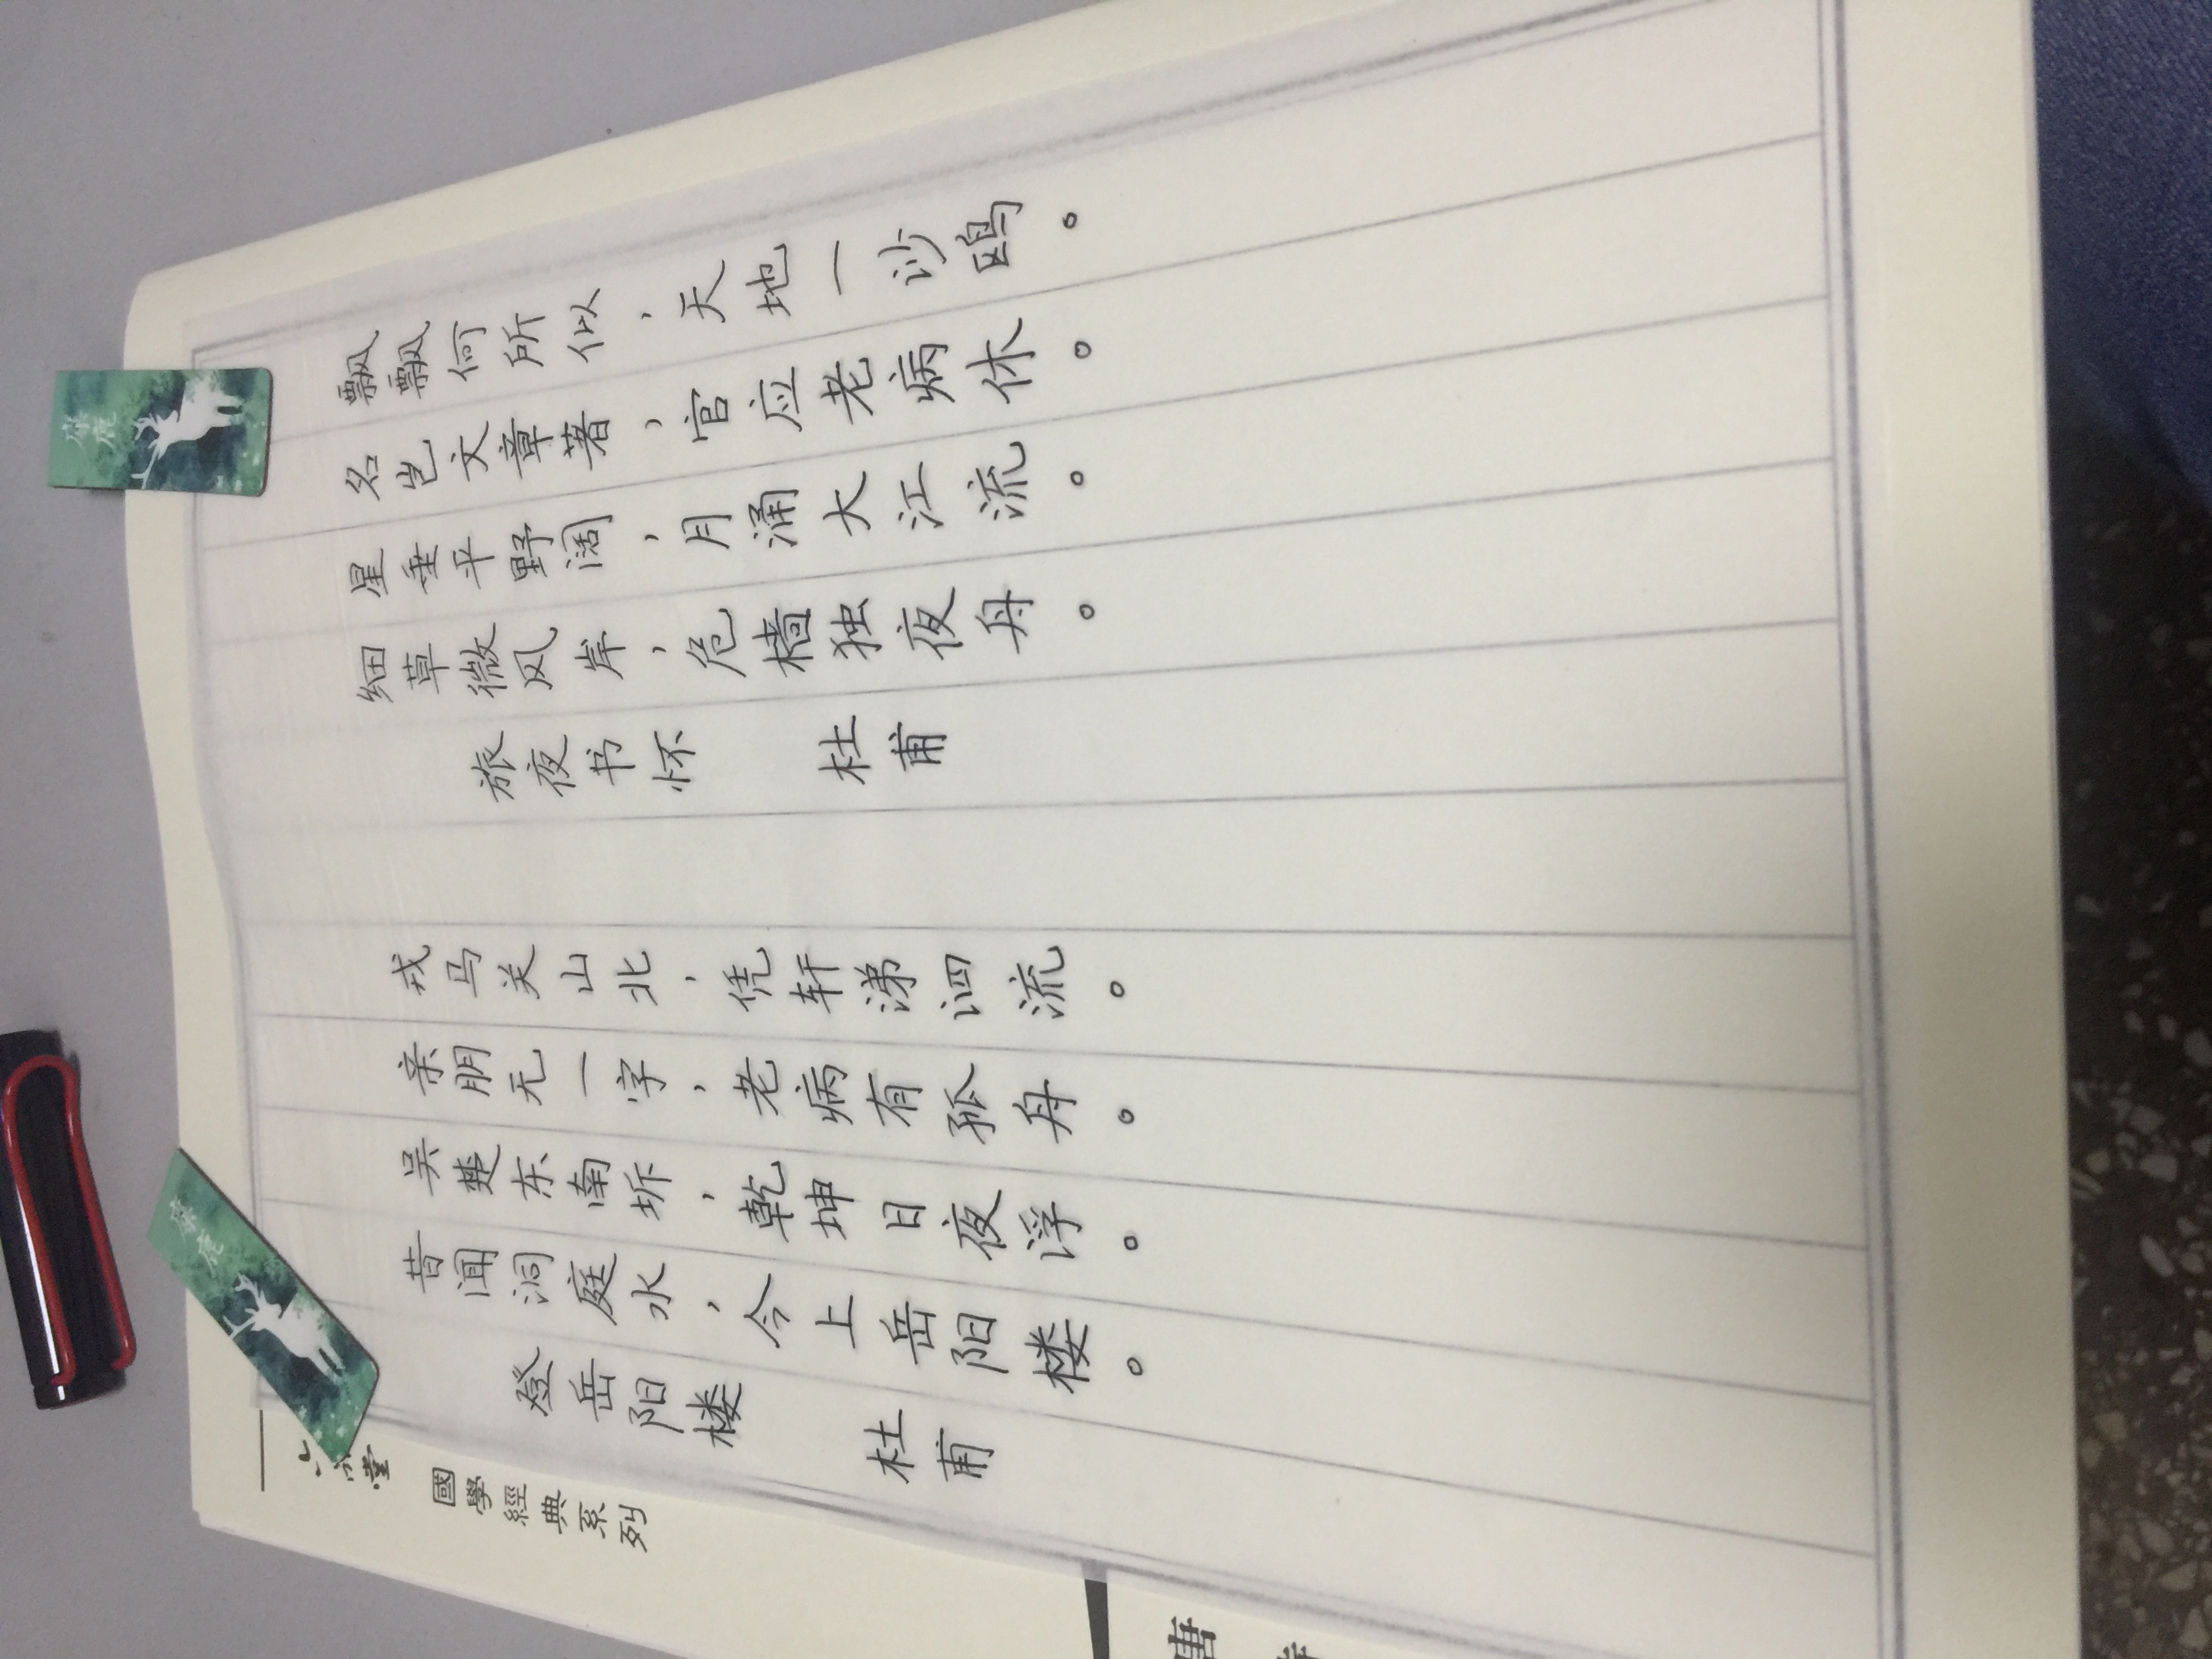 麋鹿
麋鹿
堂 國學經典系列
唐
登岳阳楼 杜甫
昔闻洞庭水，今上岳阳楼。
吴楚东南坼，乾坤日夜浮。
亲朋无一字，老病有孤舟。
戎马关山北，凭轩涕泗流。
旅夜书怀 杜甫
细草微风岸，危樯独夜舟。
星垂平野阔，月涌大江流。
名岂文章著，官应老病休。
飘飘何所似，天地一沙鸥。